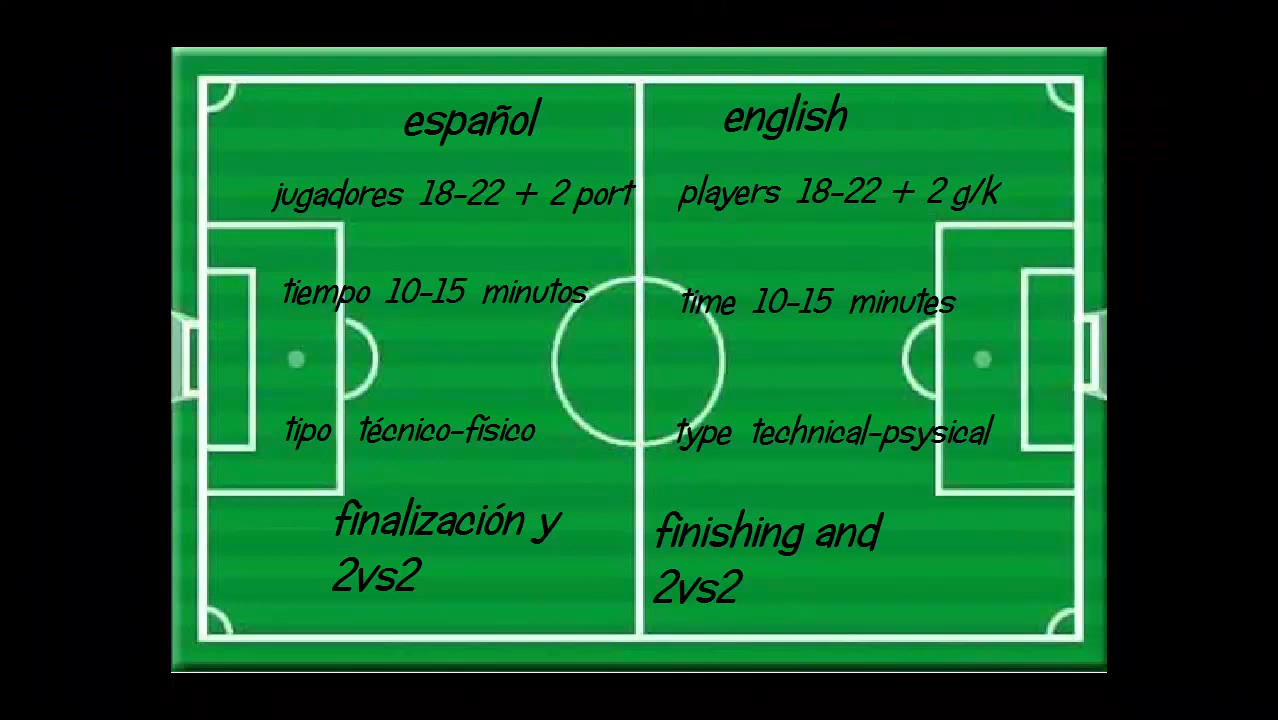 español
jugadores 18-22 + 2 port
tiempo 10-15 minutos
tipo técnico-físico
finalización y
2vs2
english
players 18-22 + 2 g/k
time 10-15 minutes
type technical-psysical
finishing and
2vs2